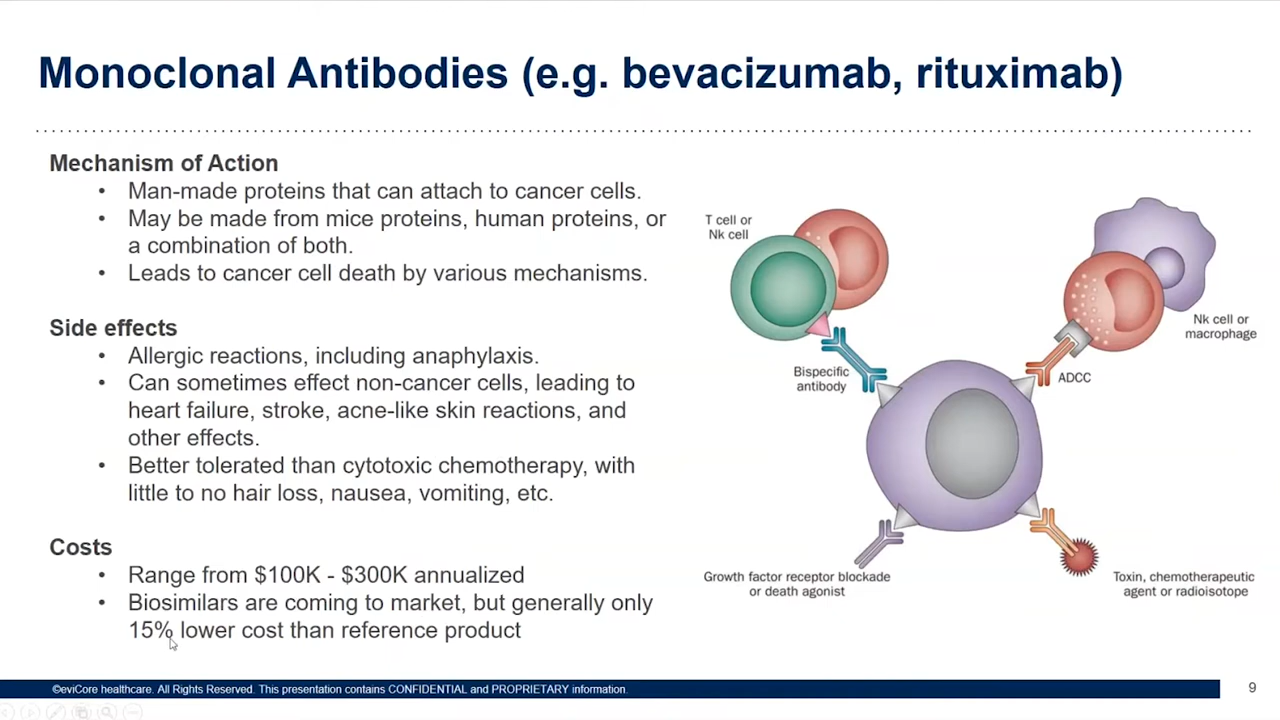 Monoclonal Antibodies (e.g. bevacizumab, rituximab)
Mechanism of Action
• Man-made proteins that can attach to cancer cells.
• May be made from mice proteins, human proteins, or
a combination of both.
• Leads to cancer cell death by various mechanisms.
Side effects
• Allergic reactions, including anaphylaxis.
• Can sometimes effect non-cancer cells, leading to
heart failure, stroke, acne-like skin reactions, and
other effects.
• Better tolerated than cytotoxic chemotherapy, with
little to no hair loss, nausea, vomiting, etc.
Costs
• Range from $100K - $300K annualized
• Biosimilars are coming to market, but generally only
15% lower cost than reference product
T cell or
Nk cell
Nk cell or
macrophage
Bispecific
antibody
ADCC
Growth factor receptor blockade
or death agonist
Toxin, chemotherapeutic
agent or radioisotope
©eviCore healthcare. All Rights Reserved. This presentation contains CONFIDENTIAL and PROPRIETARY information.
9